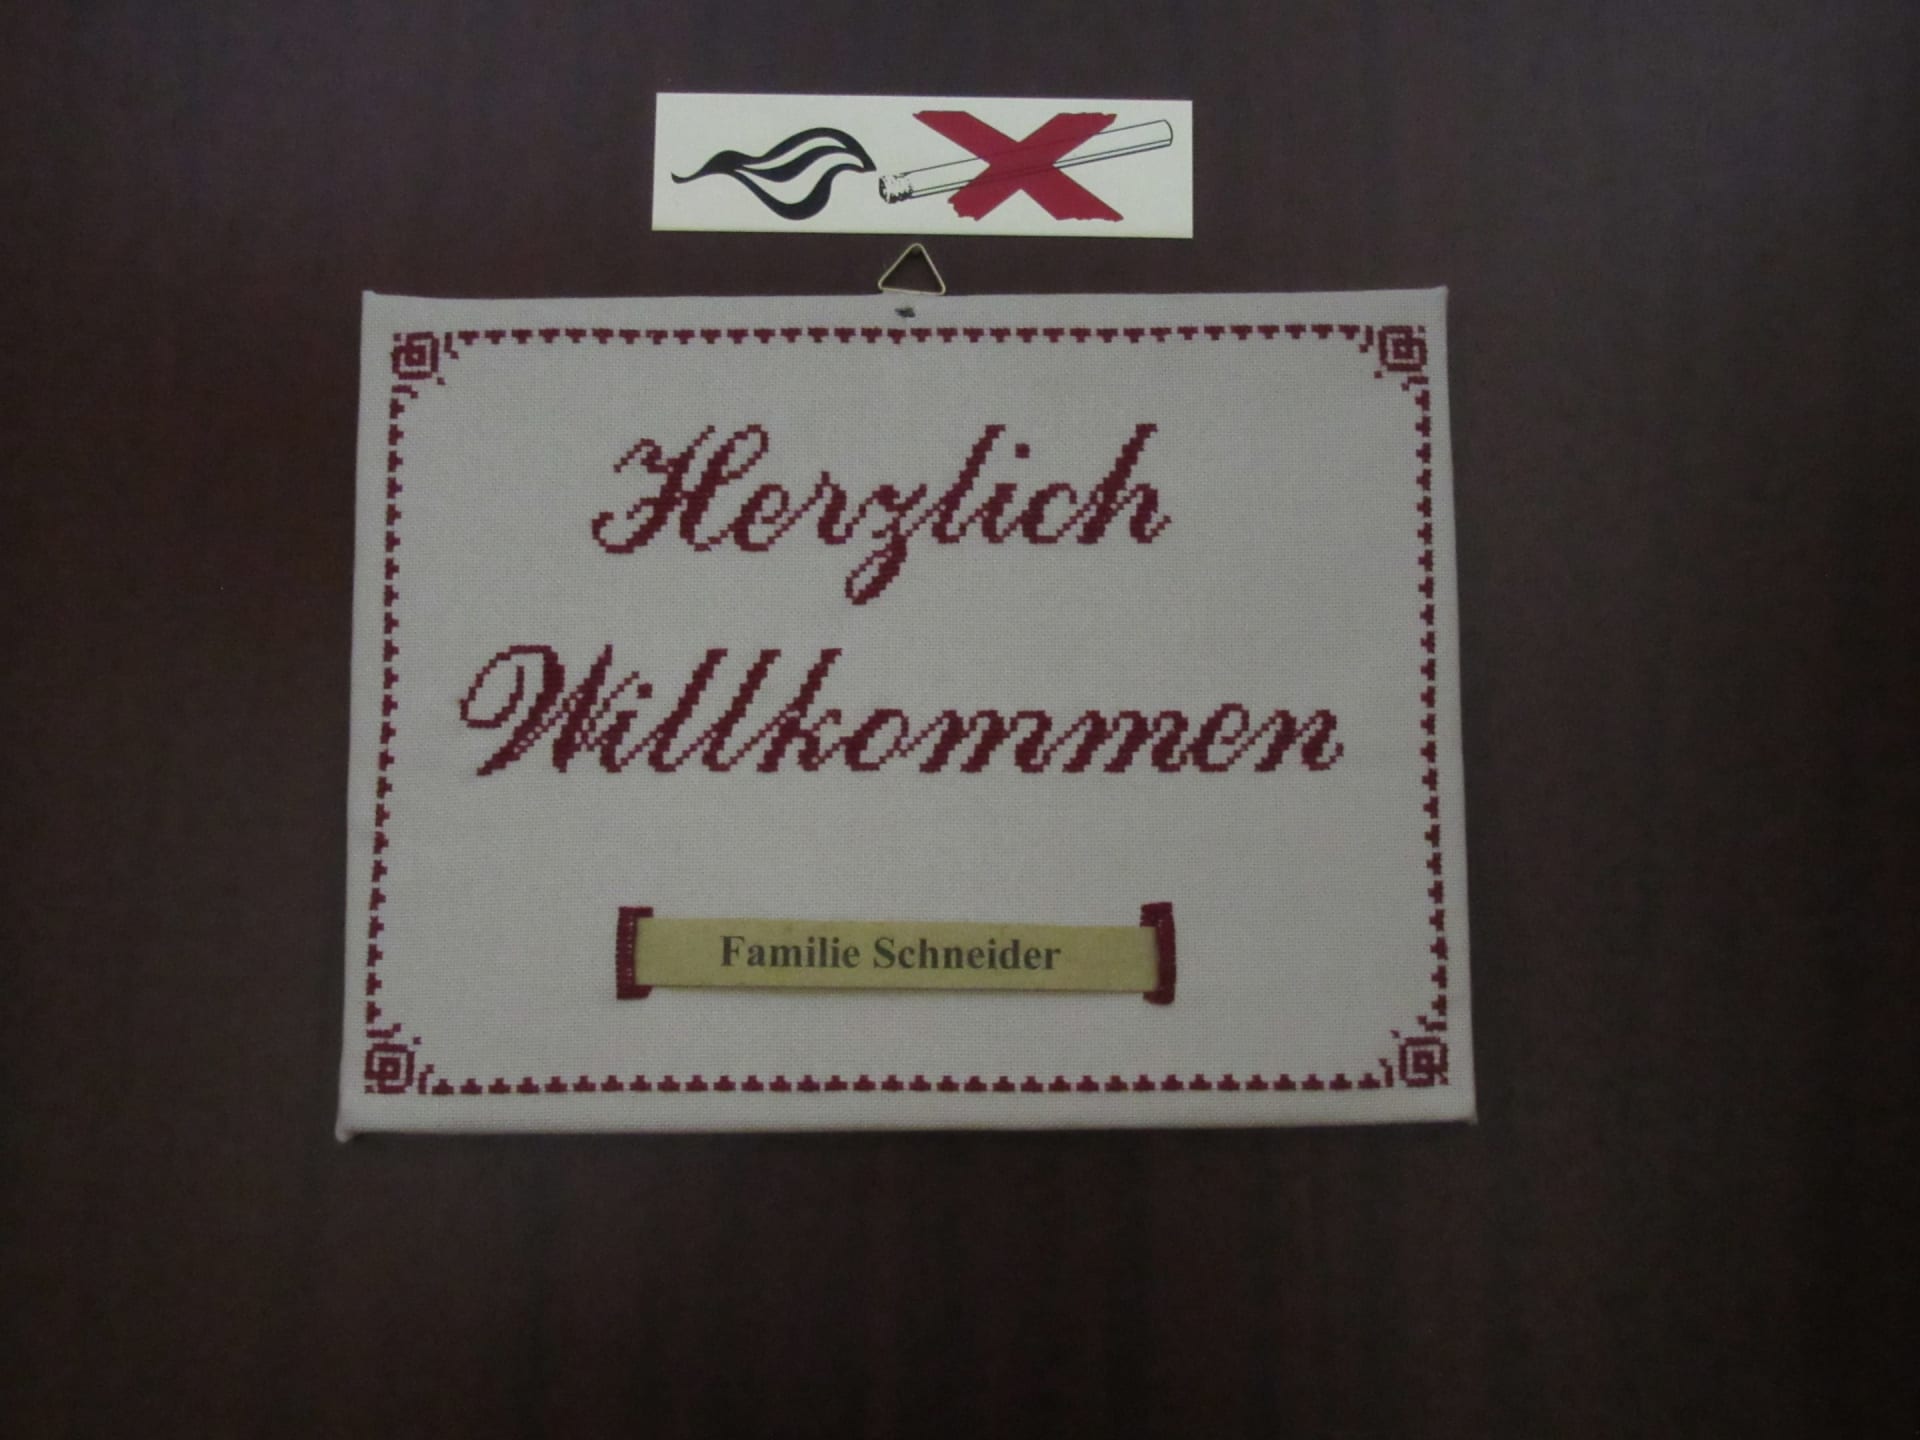 Herzlich
Willkommen
Familie Schneider